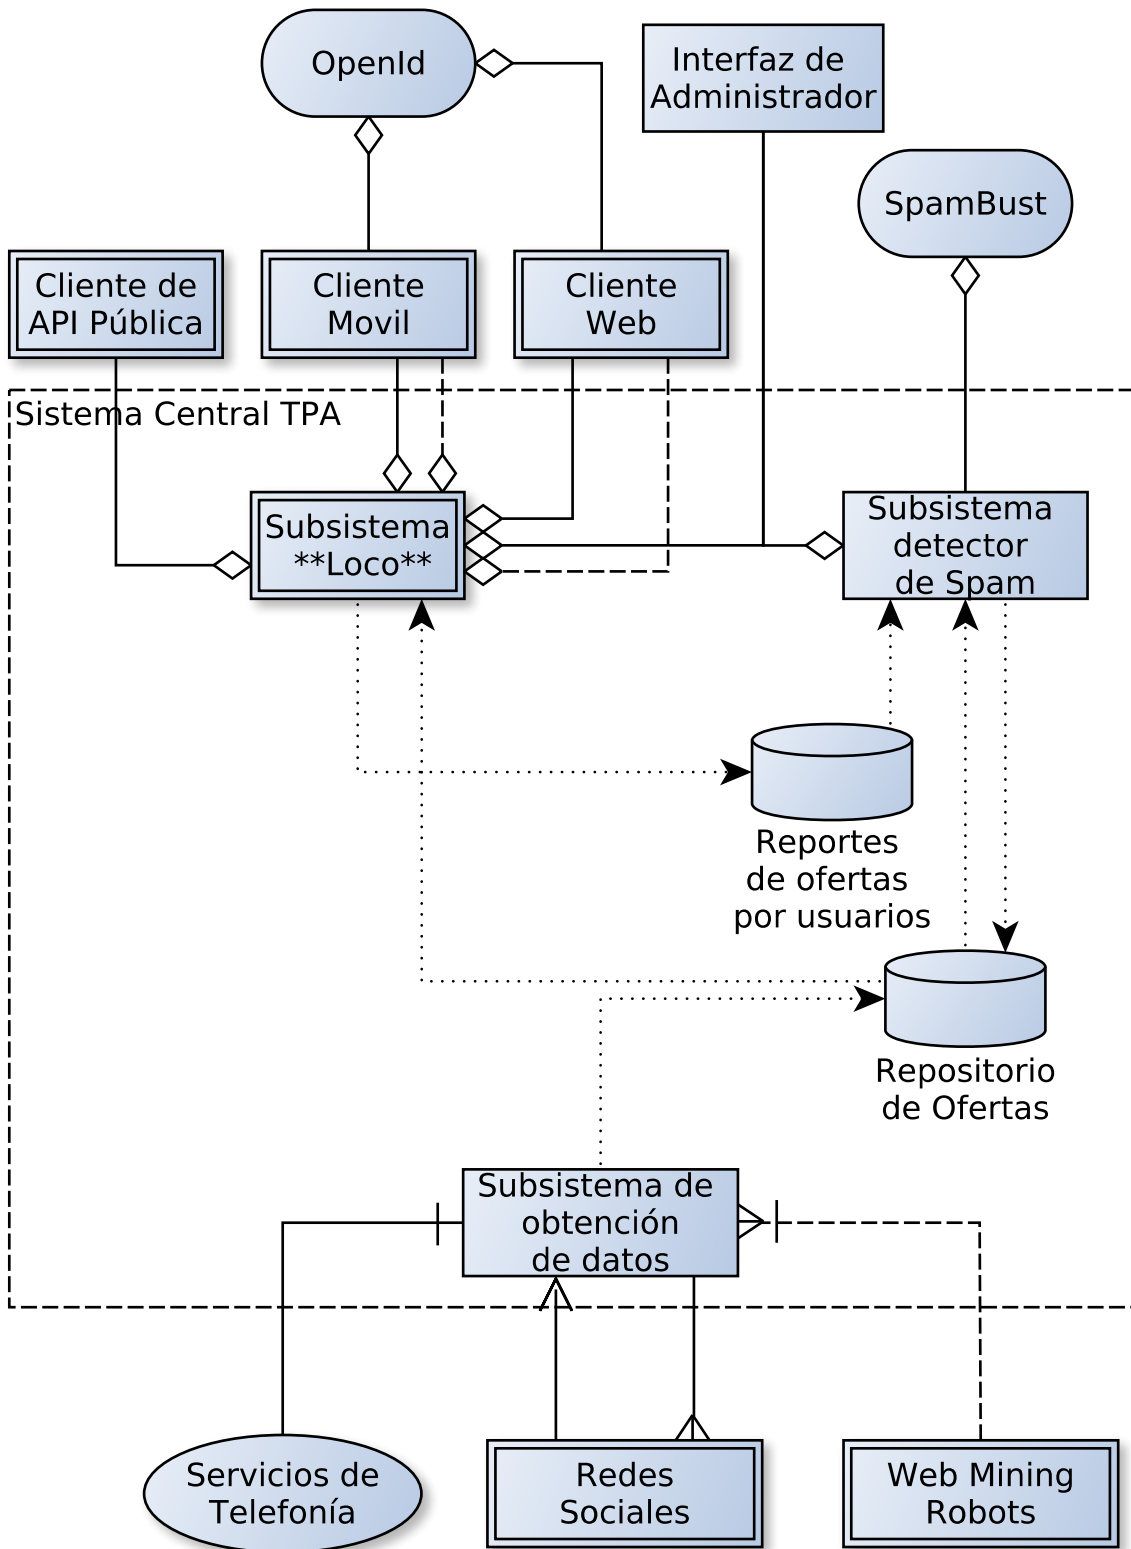 OpenId
Interfaz de
Administrador
SpamBust
Cliente de
API Pública
Cliente
Movil
Cliente
Web
Sistema Central TPA
Subsistema
**Loco**
Subsistema
detector
de Spam
Reportes
de ofertas
por usuarios
Repositorio
de Ofertas
Subsistema de
obtención
de datos
Servicios de
Telefonía
Redes
Sociales
Web Mining
Robots